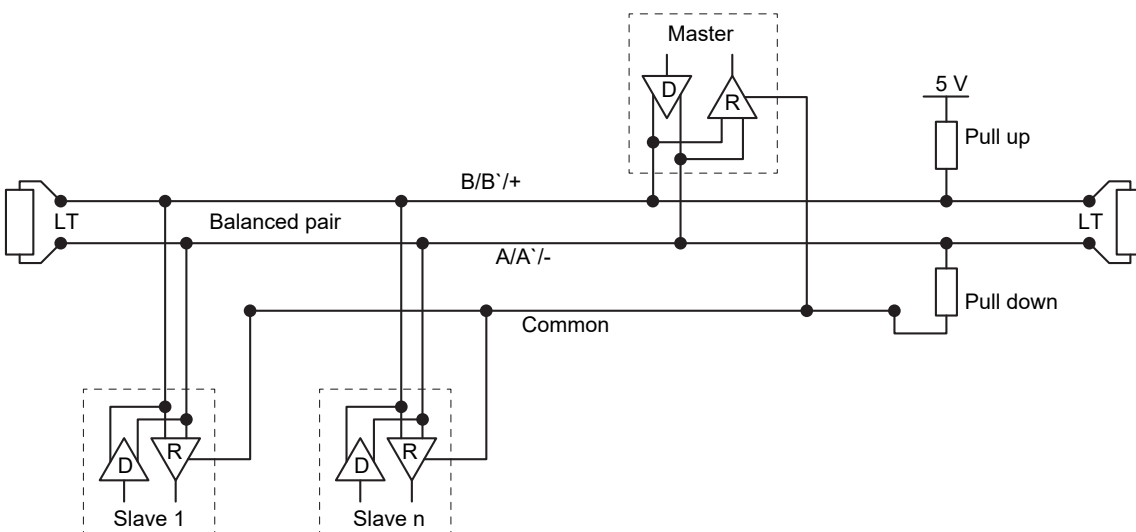 Master
D
R
5 V
Pull up
B/B`/+
LT
Balanced pair
LT
A/A`/-
Pull down
Common
D
R
D
R
Slave 1
Slave n